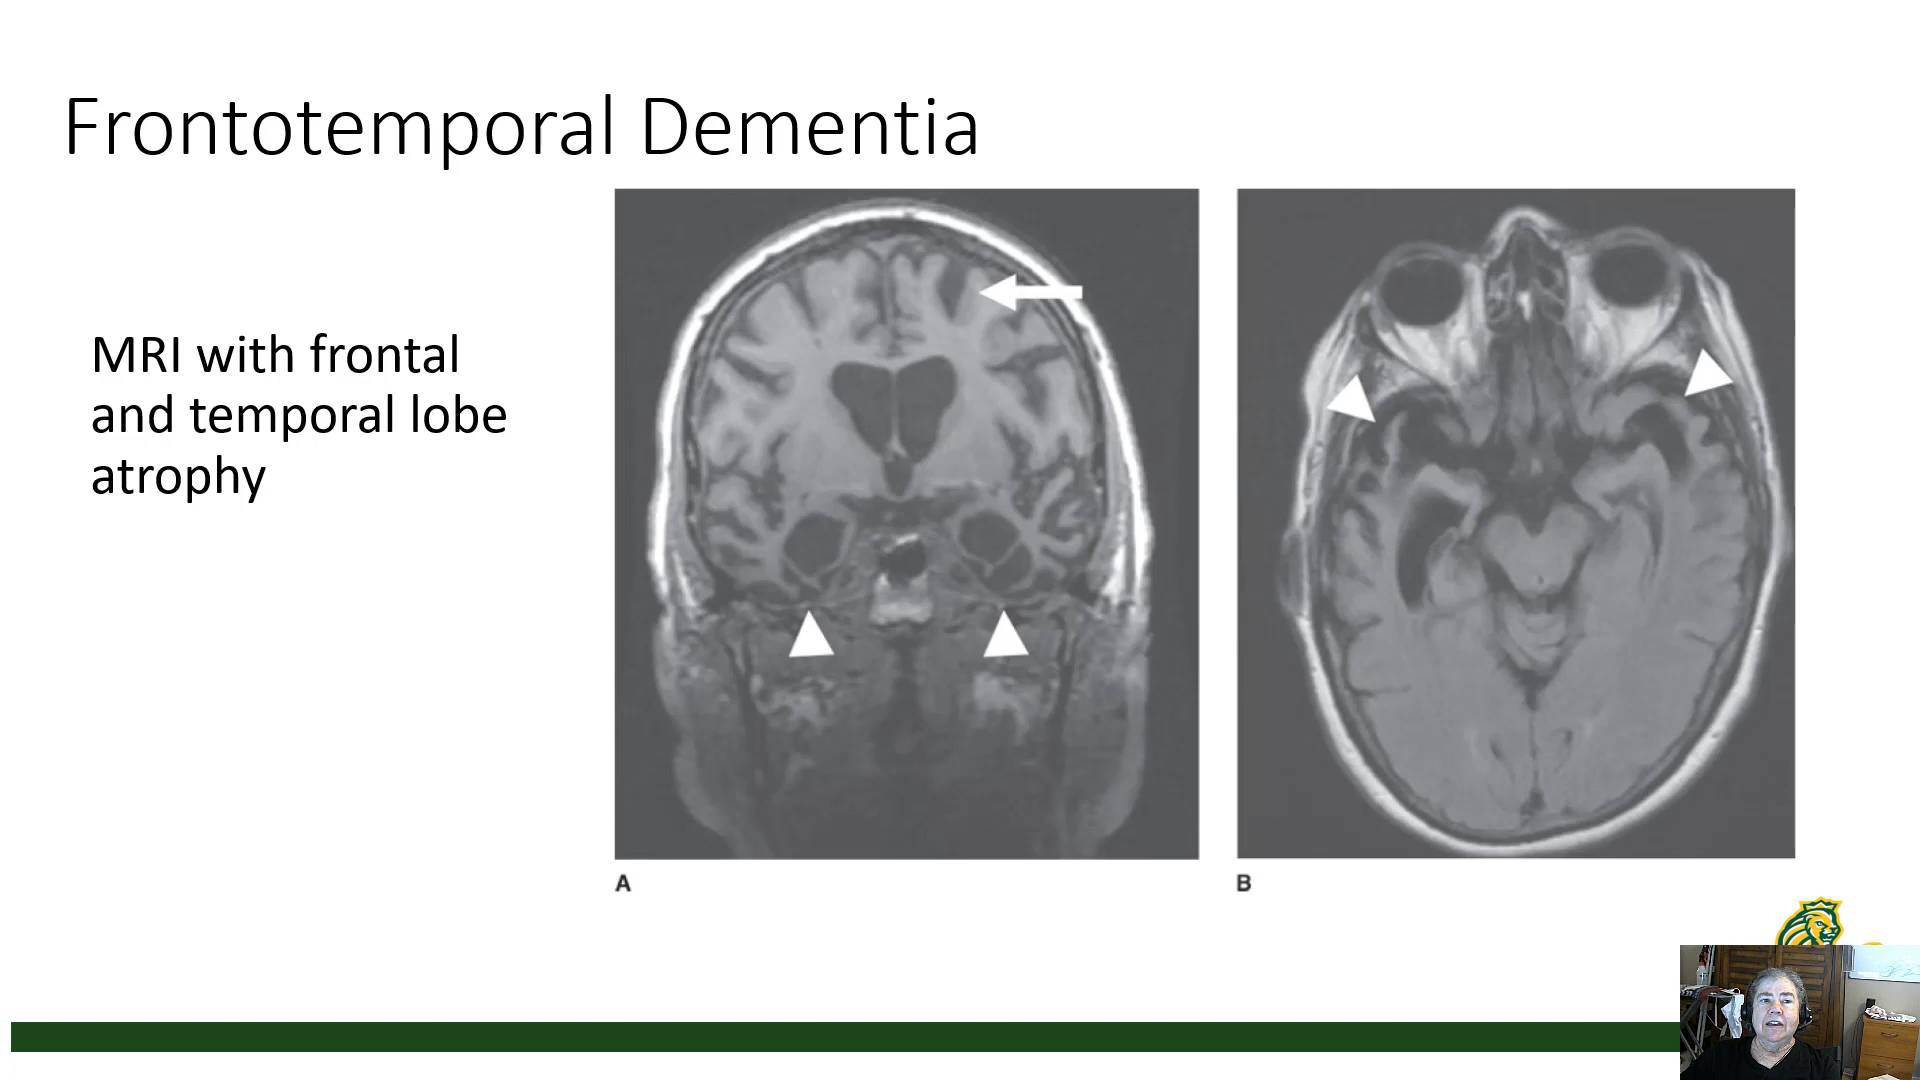 Frontotemporal Dementia
MRI with frontal
and temporal lobe
atrophy
A
B